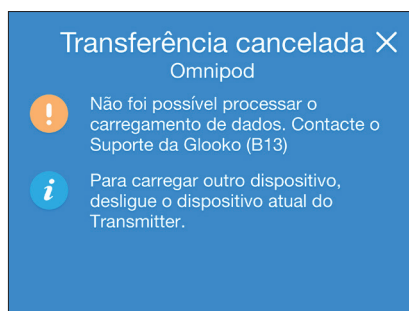 Transferência cancelada
Omnipod
Não foi possível processar o
carregamento de dados. Contacte o
Suporte da Glooko (B13)
Para carregar outro dispositivo,
desligue o dispositivo atual do
Transmitter.